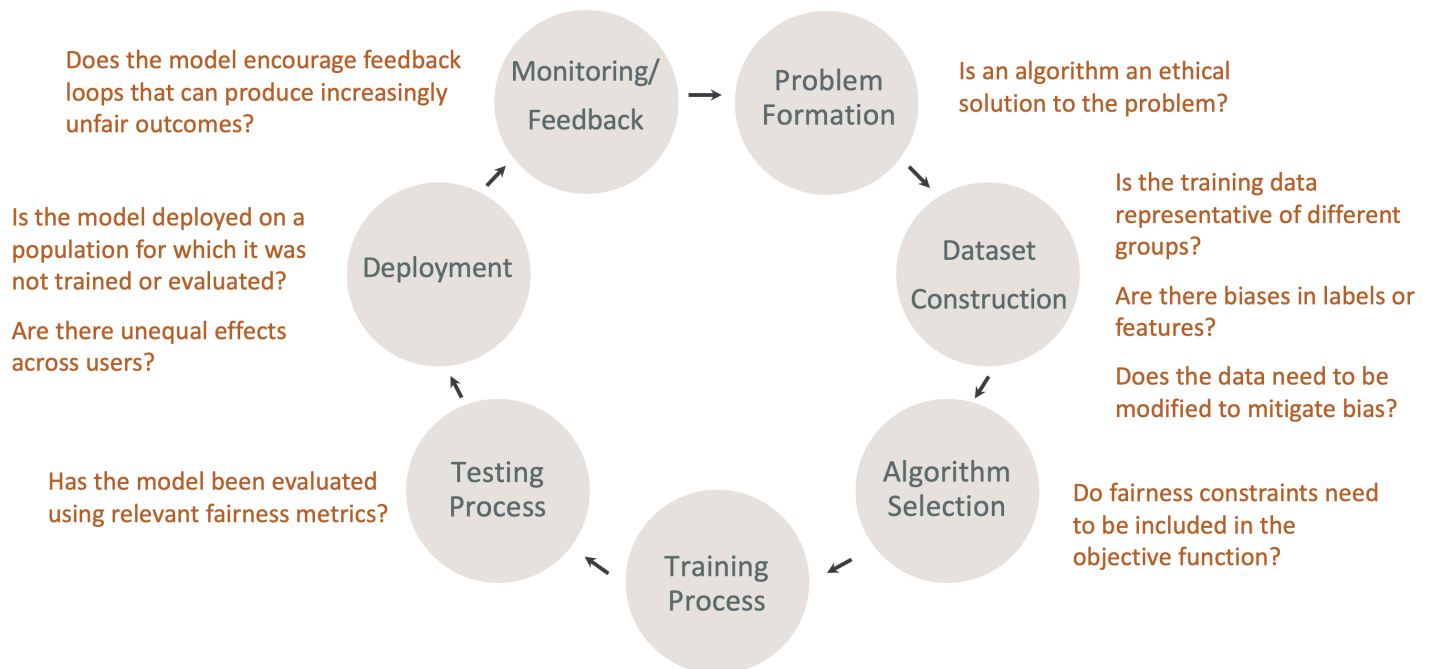 Does the model encourage feedback
loops that can produce increasingly
unfair outcomes?
Monitoring/
Feedback
Problem
Formation
Is an algorithm an ethical
solution to the problem?
Is the training data
representative of different
groups?
Are there biases in labels or
features?
Does the data need to be
modified to mitigate bias?
Dataset
Construction
Is the model deployed on a
population for which it was
not trained or evaluated?
Are there unequal effects
across users?
Deployment
Algorithm
Selection
Do fairness constraints need
to be included in the
objective function?
Testing
Process
Has the model been evaluated
using relevant fairness metrics?
Training
Process